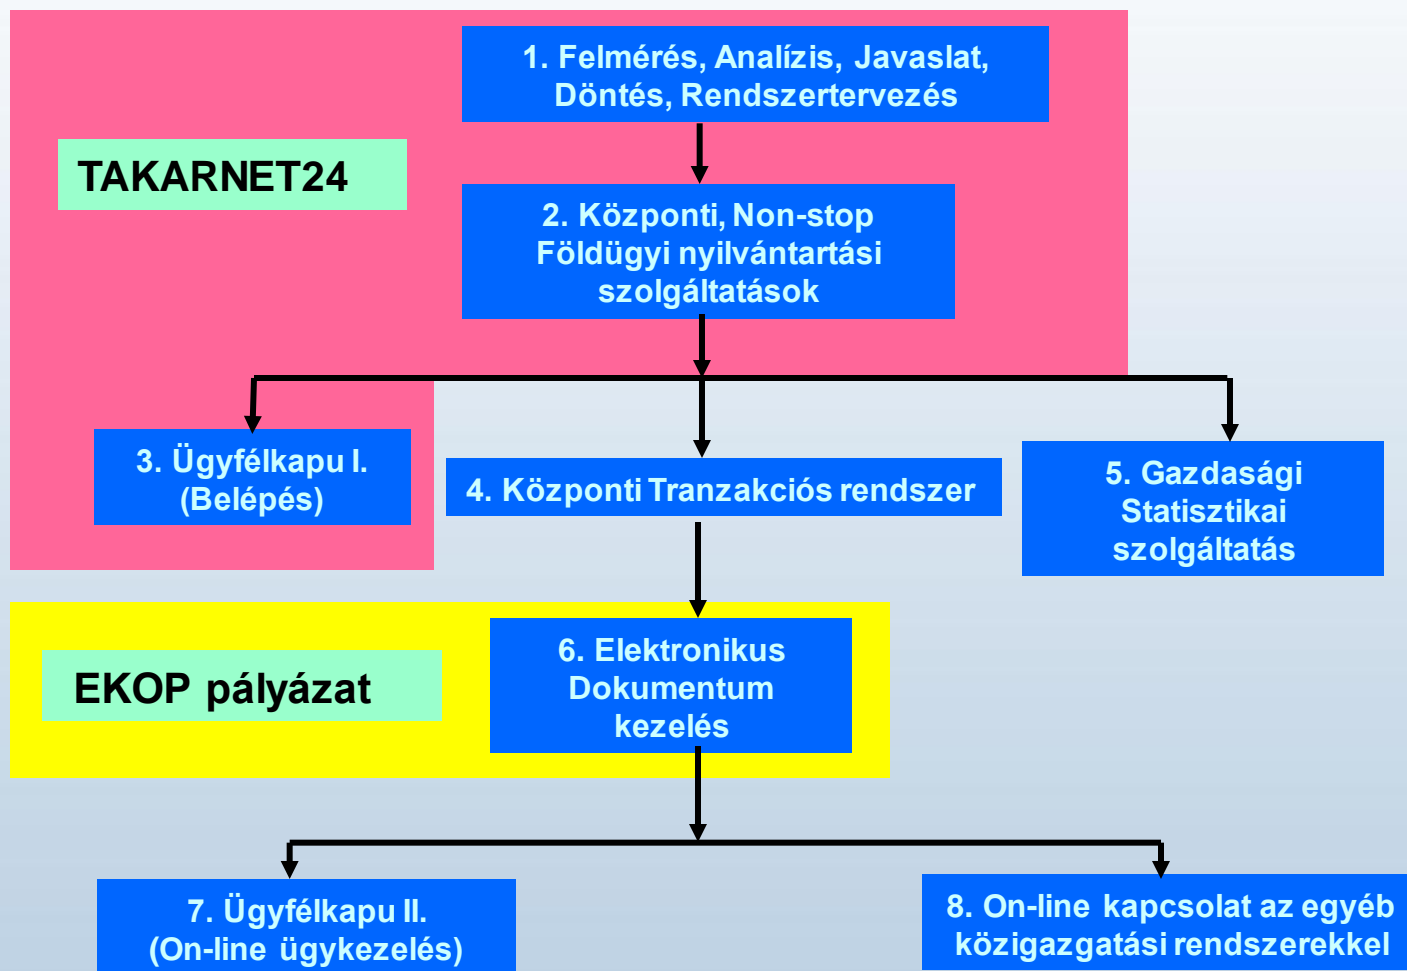 1. Felmérés, Analízis, Javaslat,
Döntés, Rendszertervezés
TAKARNET24
2. Központi, Non-stop
Földügyi nyilvántartási
szolgáltatások
3. Ügyfélkapu I.
(Belépés)
4. Központi Tranzakciós rendszer
5. Gazdasági
Statisztikai
szolgáltatás
EKOP pályázat
6. Elektronikus
Dokumentum
kezelés
7. Ügyfélkapu II.
(On-line ügykezelés)
8. On-line kapcsolat az egyéb
közigazgatási rendszerekkel